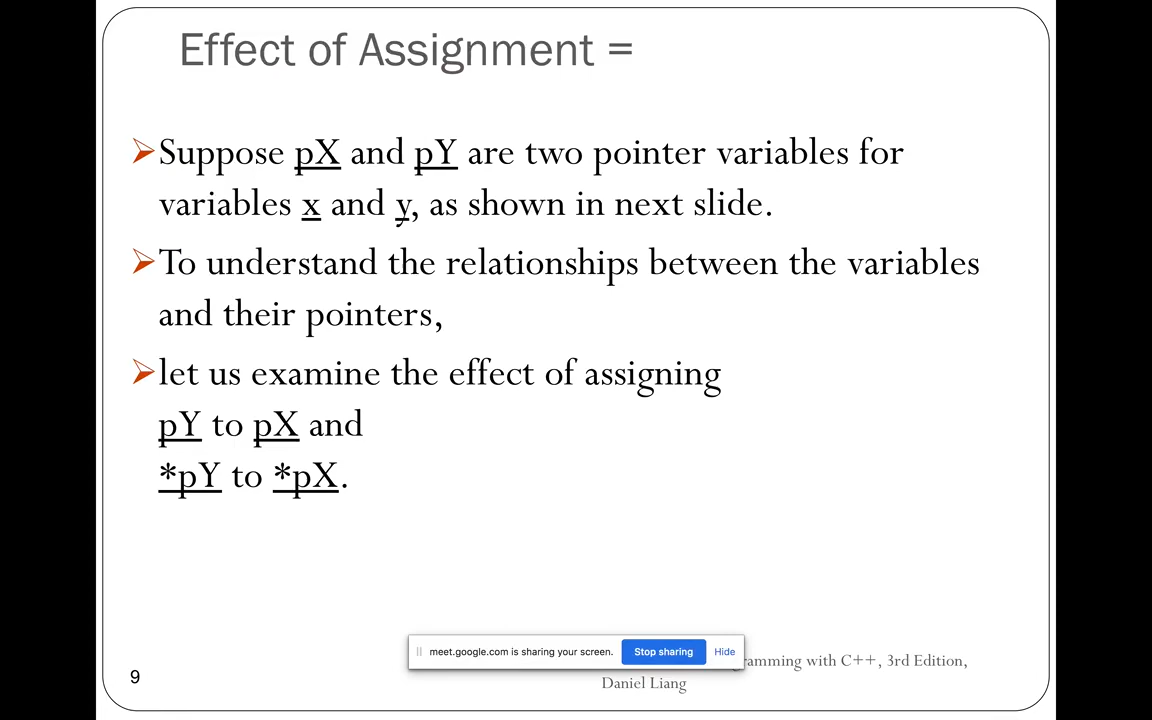 Effect of Assignment =
Suppose pX and pY are two pointer variables for
variables x and y, as shown in next slide.
To understand the relationships between the variables
and their pointers,
let us examine the effect of assigning
pY to pX and
*pY to *pX.
meet.google.com is sharing your screen. Stop sharing Hide
with C++, 3rd Edition,
9
Daniel Liang